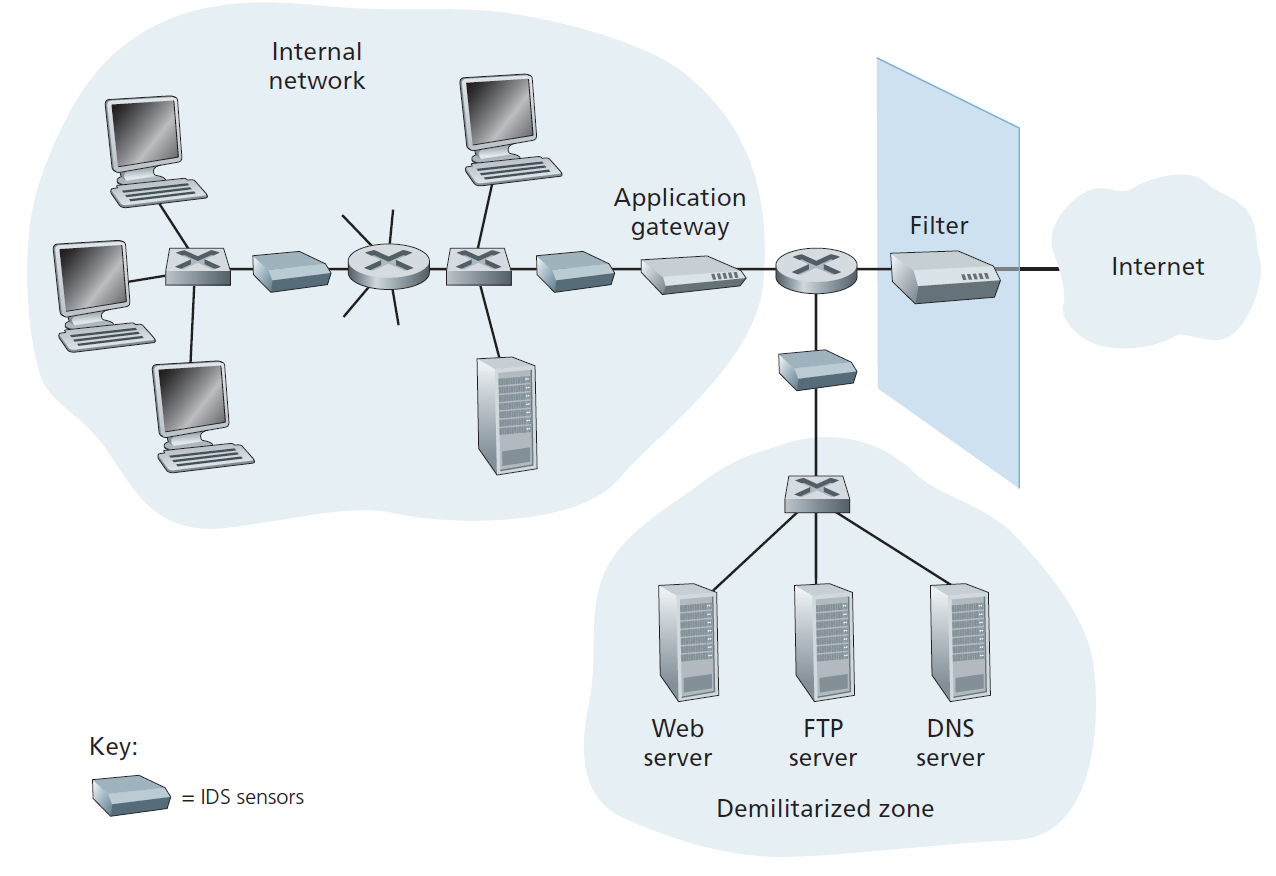 Internal
network
Application
gateway
Filter
Internet
Web
server
FTP
server
DNS
server
Demilitarized zone
Key:
= IDS sensors